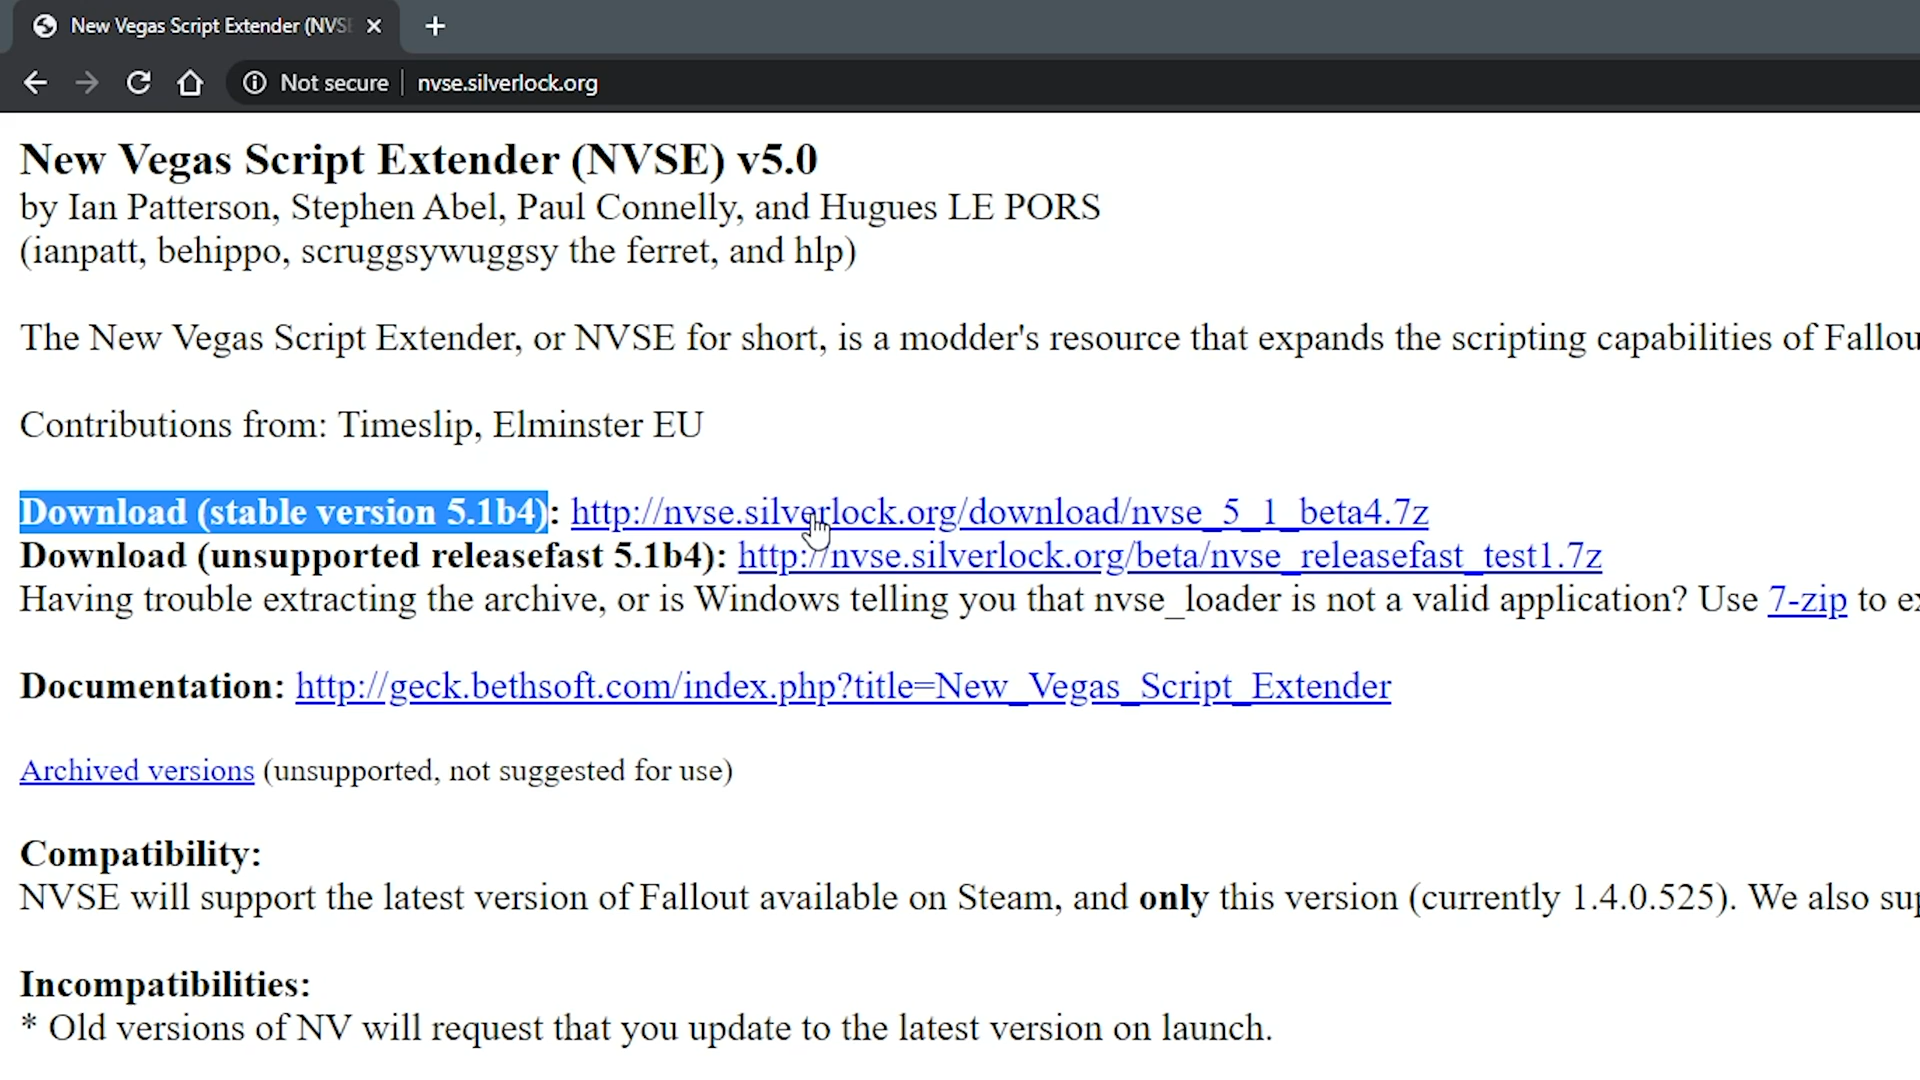 New Vegas Script Extender (NVSE
Not secure
nvse.silverlock.org
New Vegas Script Extender (NVSE) v5.0
by Ian Patterson, Stephen Abel, Paul Connelly, and Hugues LE PORS
(ianpatt, behippo, scruggsywuggsy the ferret, and hlp)
The New Vegas Script Extender, or NVSE for short, is a modder's resource that expands the scripting capabilities of Fallou
Contributions from: Timeslip, Elminster EU
Download (stable version 5.1b4): http://nvse.silverlock.org/download/nvse_5_1_beta4.7z
Download (unsupported releasefast 5.1b4): http://nvse.silverlock.org/beta/nvse_releasefast_test1.7z
Having trouble extracting the archive, or is Windows telling you that nvse_loader is not a valid application? Use 7-zip to ex
Documentation: http://geck.bethsoft.com/index.php?title=New_Vegas_Script_Extender
Archived versions (unsupported, not suggested for use)
Compatibility:
NVSE will support the latest version of Fallout available on Steam, and only this version (currently 1.4.0.525). We also sup
Incompatibilities:
* Old versions of NV will request that you update to the latest version on launch.